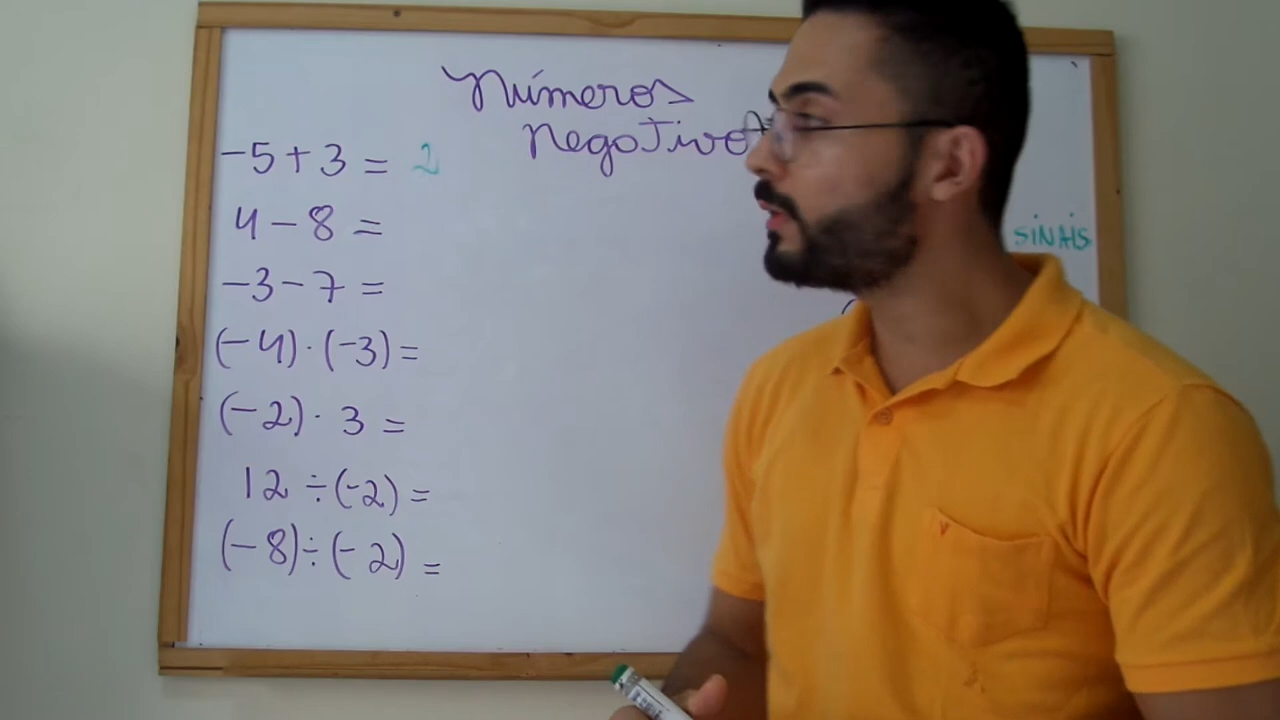 Números
Negativos
-5+3= 2
4-8=
-3-7=
(-4)·(-3)=
(-2)·3=
12÷(-2)=
(-8)÷(-2)=
SINAIS